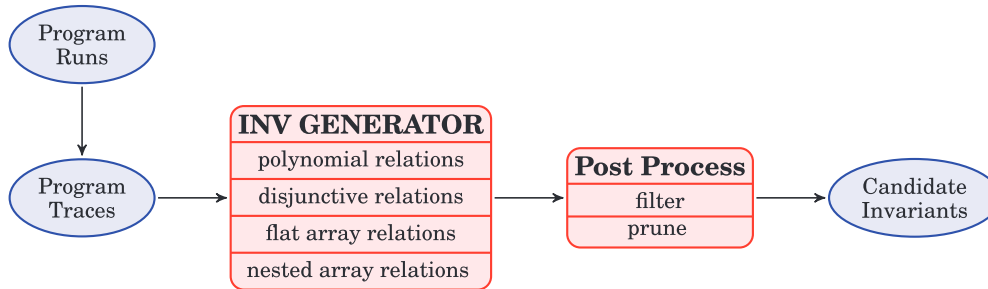 Program
Runs
Program
Traces
INV GENERATOR
polynomial relations
disjunctive relations
flat array relations
nested array relations
Post Process
filter
prune
Candidate
Invariants